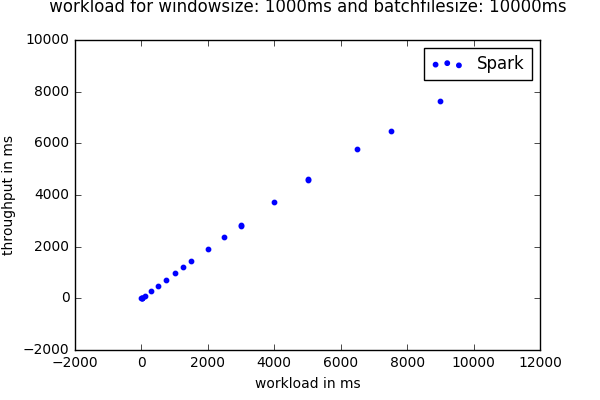 workload for windowsize: 1000ms and batchfilesize: 10000ms
10000
Spark
8000
6000
4000
2000
0
−2000
throughput in ms
−2000 0 2000 4000 6000 8000 10000 12000
workload in ms